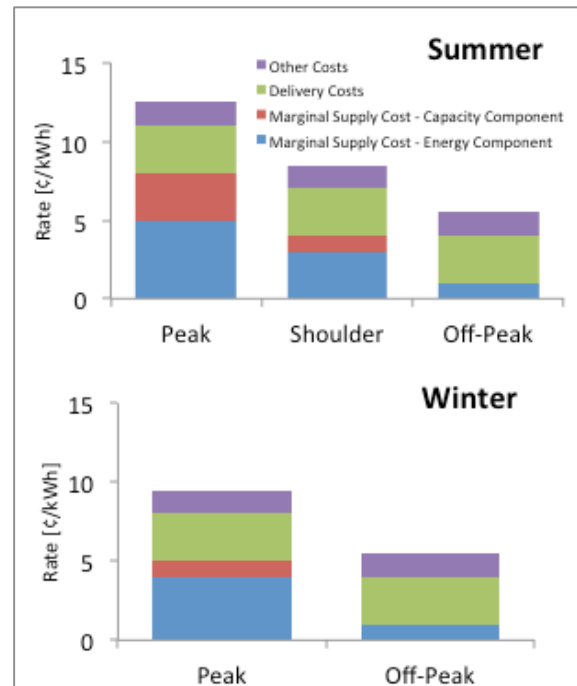 Summer
15
Other Costs
Delivery Costs
Marginal Supply Cost - Capacity Component
Marginal Supply Cost - Energy Component
10
5
0
Rate [¢/kWh]
Peak Shoulder Off-Peak
Winter
15
10
5
0
Rate [¢/kWh]
Peak Off-Peak